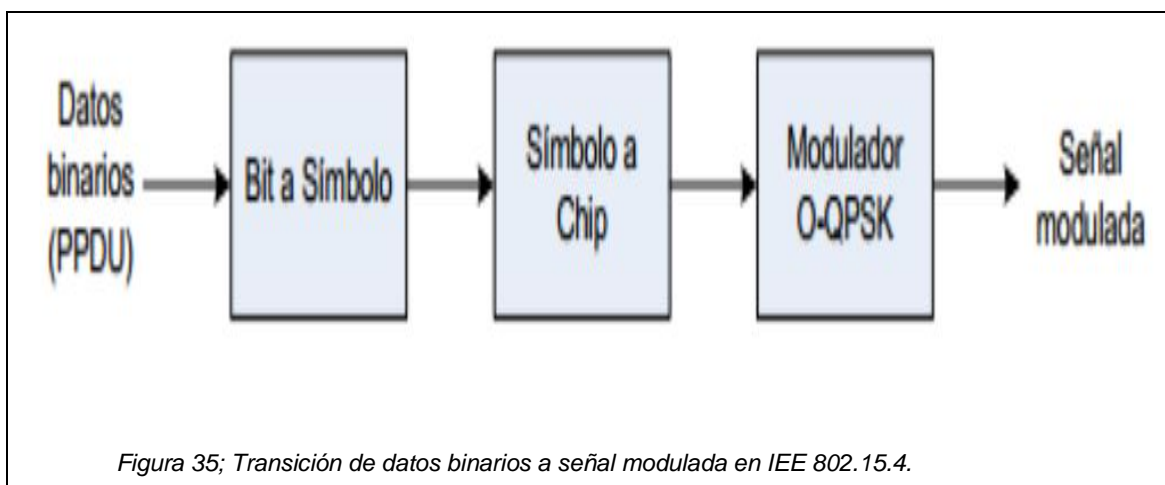 Datos
binarios
(PPDU)
Bit a Símbolo
Símbolo a
Chip
Modulador
O-QPSK
Señal
modulada
Figura 35; Transición de datos binarios a señal modulada en IEE 802.15.4.